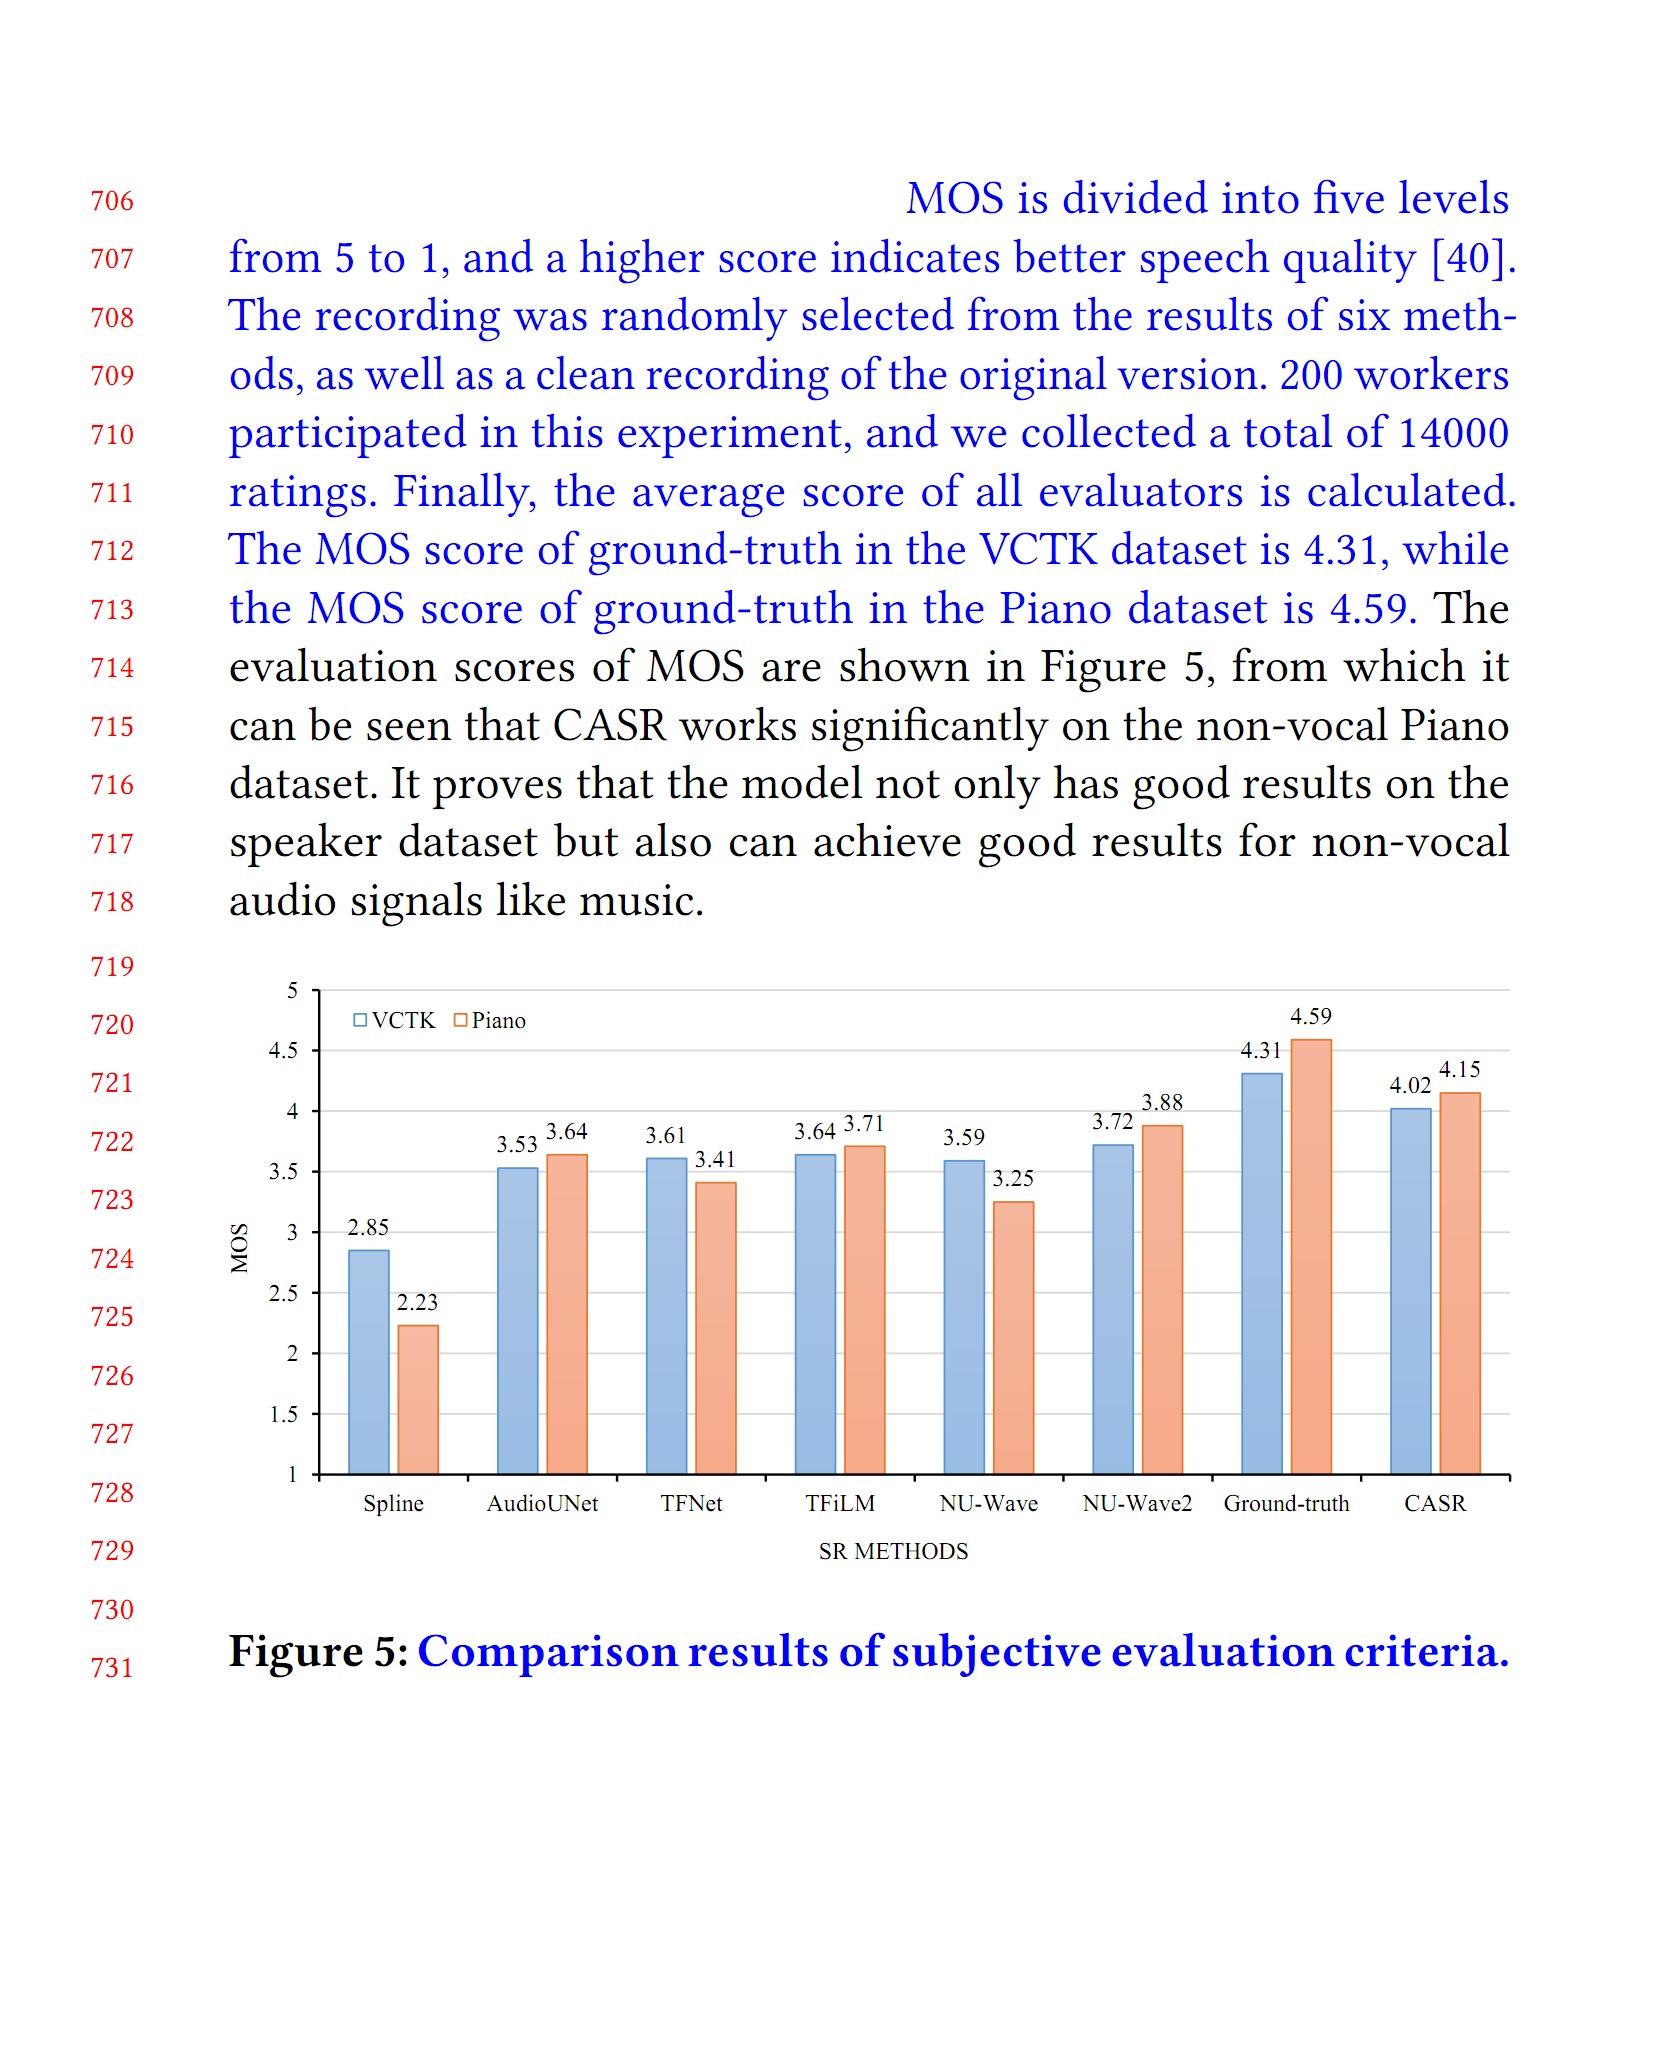 706 MOS is divided into five levels
707 from 5 to 1, and a higher score indicates better speech quality [40].
708 The recording was randomly selected from the results of six meth-
709 ods, as well as a clean recording of the original version. 200 workers
710 participated in this experiment, and we collected a total of 14000
711 ratings. Finally, the average score of all evaluators is calculated.
712 The MOS score of ground-truth in the VCTK dataset is 4.31, while
713 the MOS score of ground-truth in the Piano dataset is 4.59. The
714 evaluation scores of MOS are shown in Figure 5, from which it
715 can be seen that CASR works significantly on the non-vocal Piano
716 dataset. It proves that the model not only has good results on the
717 speaker dataset but also can achieve good results for non-vocal
718 audio signals like music.
719
720
721
722
723
724
725
726
727
728
729
730
5
4.5
4
3.5
3
2.5
2
1.5
1
MOS
VCTK Piano
2.85 2.23
3.53 3.64
3.61 3.41
3.64 3.71
3.59 3.25
3.72 3.88
4.31 4.59
4.02 4.15
Spline AudioUNet TFNet TFiLM NU-Wave NU-Wave2 Ground-truth CASR
SR METHODS
731 Figure 5: Comparison results of subjective evaluation criteria.